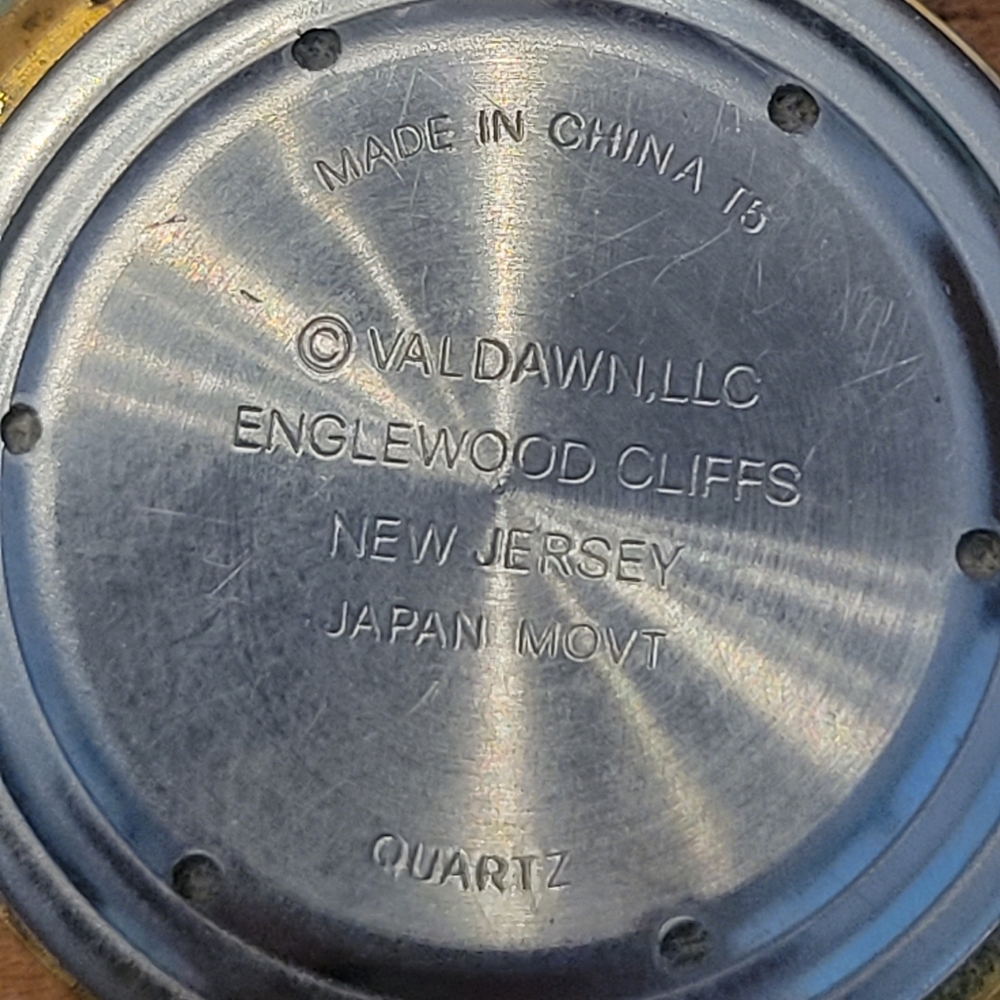 MADE IN CHINA T5
© VALDAWN,LLC
ENGLEWOOD CLIFFS
NEW JERSEY
JAPAN MOVT
QUARTZ